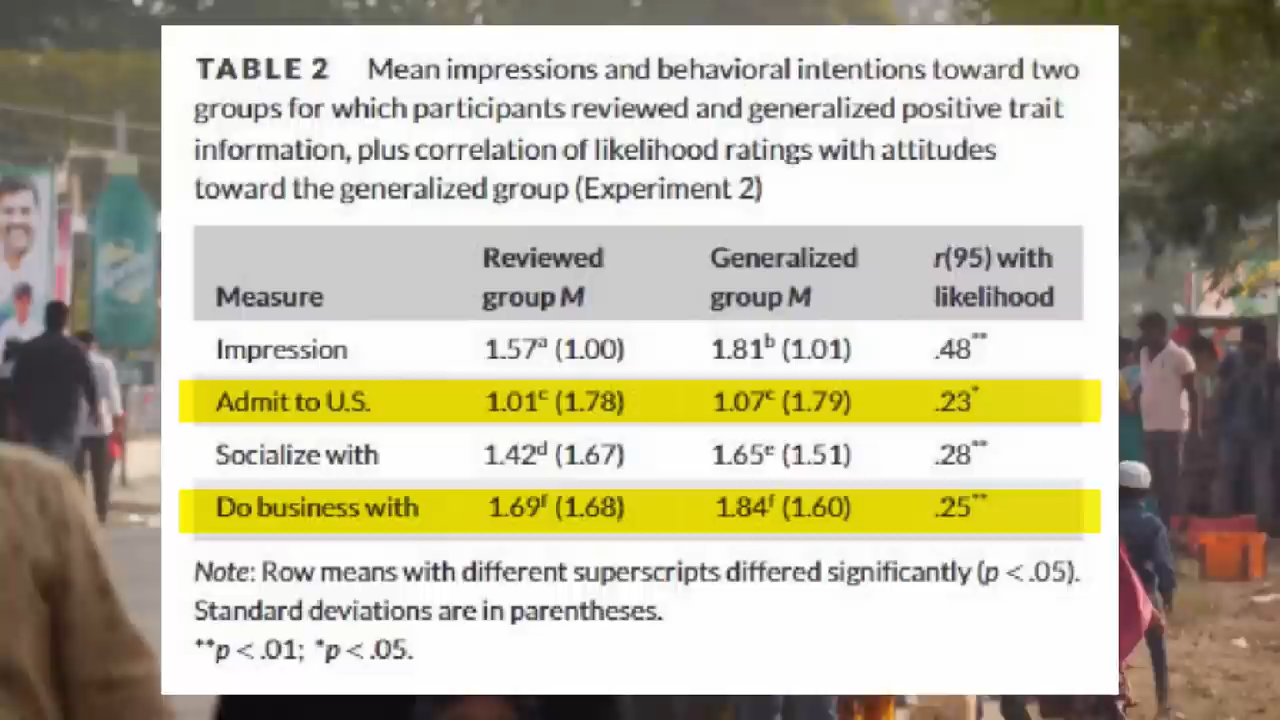 TABLE 2 Mean impressions and behavioral intentions toward two
groups for which participants reviewed and generalized positive trait
information, plus correlation of likelihood ratings with attitudes
toward the generalized group (Experiment 2)
Measure Reviewed group M Generalized group M r(95) with likelihood
Impression 1.57ᵃ (1.00) 1.81ᵇ (1.01) .48**
Admit to U.S. 1.01ᶜ (1.78) 1.07ᶜ (1.79) .23*
Socialize with 1.42ᵈ (1.67) 1.65ᵉ (1.51) .28**
Do business with 1.69ᶠ (1.68) 1.84ᶠ (1.60) .25**
Note: Row means with different superscripts differed significantly (p < .05).
Standard deviations are in parentheses.
**p < .01; *p < .05.